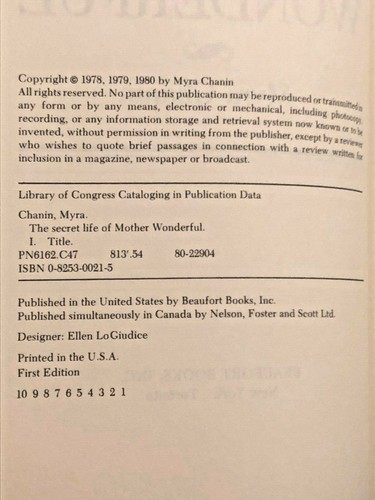 Copyright © 1978, 1979, 1980 by Myra Chanin
All rights reserved. No part of this publication may be reproduced or transmitted in
any form or by any means, electronic or mechanical, including photocopy,
recording, or any information storage and retrieval system now known or to be
invented, without permission in writing from the publisher, except by a reviewer
who wishes to quote brief passages in connection with a review written for
inclusion in a magazine, newspaper or broadcast.
Library of Congress Cataloging in Publication Data
Chanin, Myra.
The secret life of Mother Wonderful.
I. Title.
PN6162.C47 813'.54 80-22904
ISBN 0-8253-0021-5
Published in the United States by Beaufort Books, Inc.
Published simultaneously in Canada by Nelson, Foster and Scott Ltd.
Designer: Ellen LoGiudice
Printed in the U.S.A.
First Edition
10 9 8 7 6 5 4 3 2 1